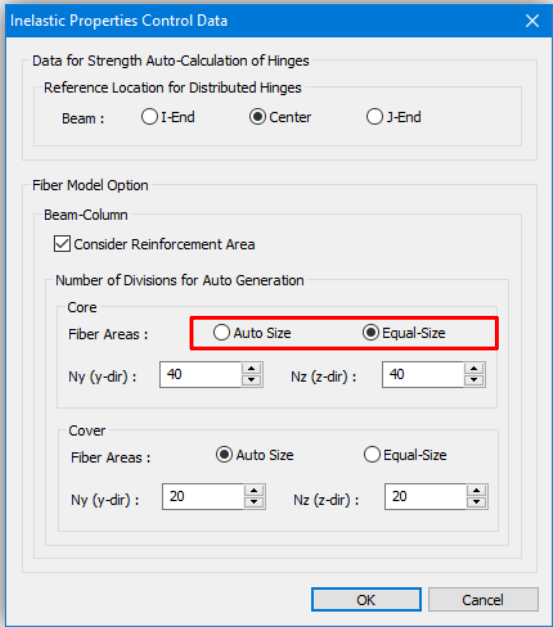 Inelastic Properties Control Data
Data for Strength Auto-Calculation of Hinges
Reference Location for Distributed Hinges
Beam : I-End Center J-End
Fiber Model Option
Beam-Column
Consider Reinforcement Area
Number of Divisions for Auto Generation
Core
Fiber Areas : Auto Size Equal-Size
Ny (y-dir) : 40 Nz (z-dir) : 40
Cover
Fiber Areas : Auto Size Equal-Size
Ny (y-dir) : 20 Nz (z-dir) : 20
OK Cancel